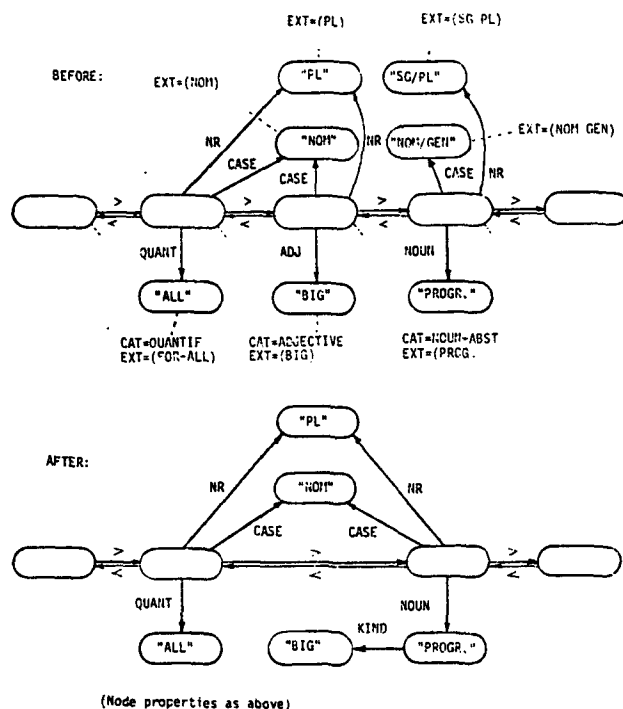 EXT=(PL)
EXT=(SG PL)
BEFORE:
EXT=(NOM)
"PL"
"SG/PL"
NR
"NOM"
NR
"NOM/GEN"
EXT=(NOM GEN)
CASE
CASE
CASE
NR
> > > >
< < < <
QUANT
ADJ
NOUN
"ALL"
"BIG"
"PROGR."
CAT=QUANTIF
CAT=ADJECTIVE
CAT=NOUN-ABST
EXT=(FOR-ALL)
EXT=(BIG)
EXT=(PROG.
"PL"
AFTER:
NR
"NOM"
NR
CASE
CASE
> > >
< < <
QUANT
NOUN
KIND
"ALL"
"BIG"
"PROGR."
(Node properties as above)